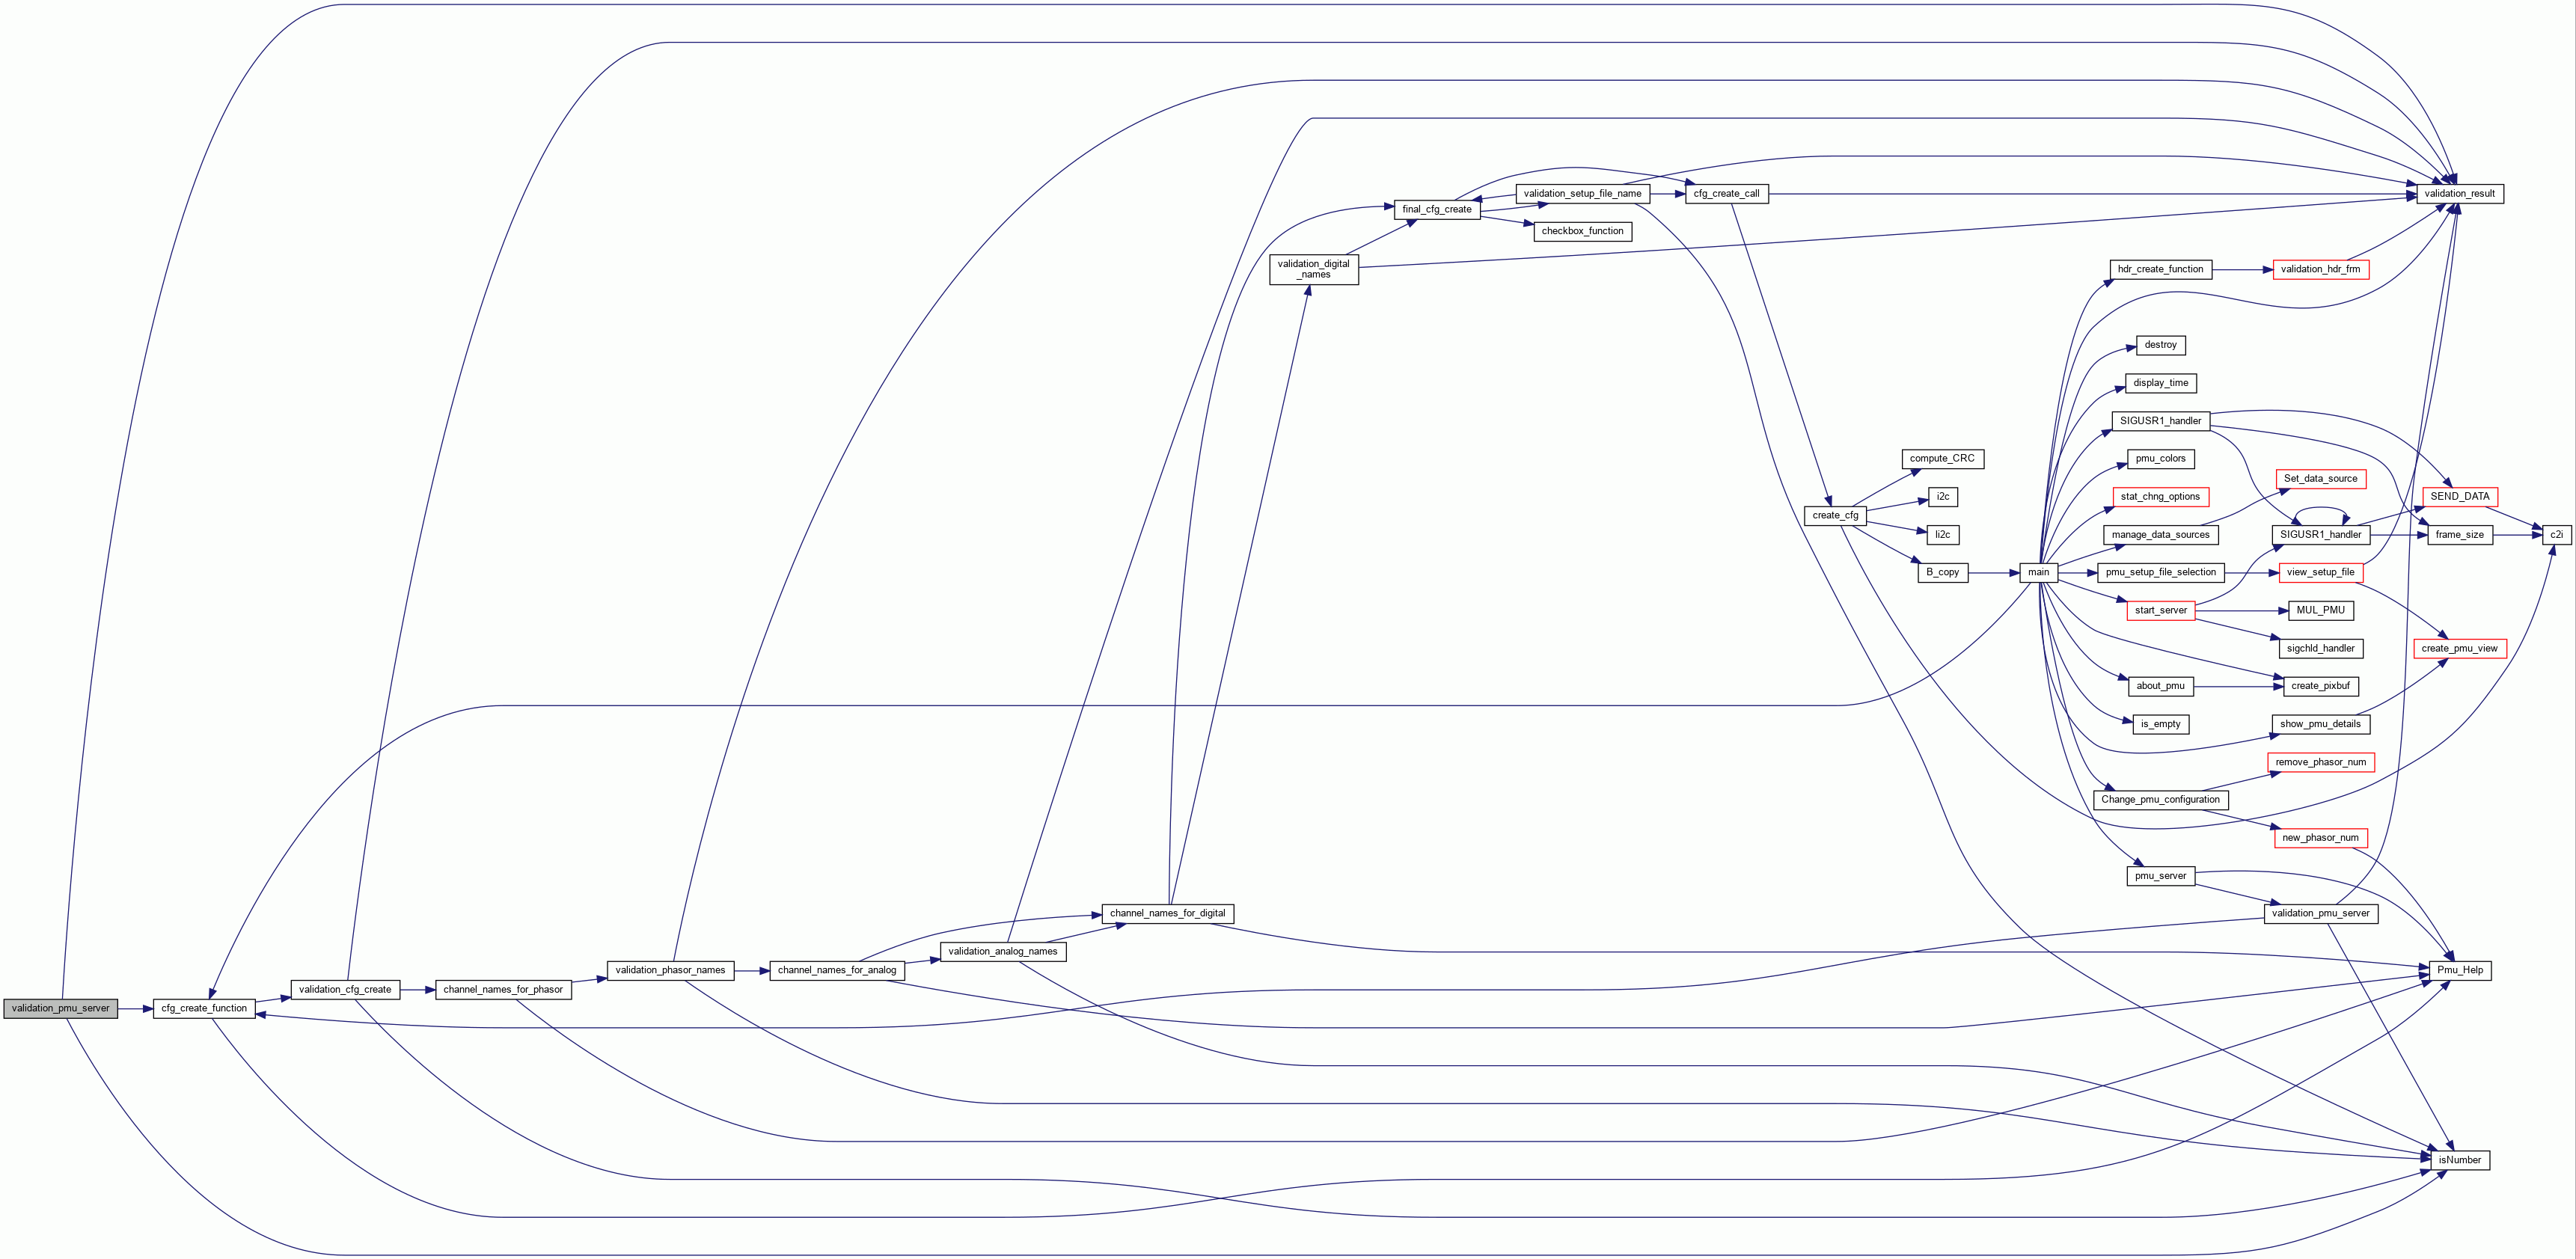 validation_result
validation_setup_file_name
cfg_create_call
final_cfg_create
checkbox_function
validation_digital
_names
hdr_create_function
validation_hdr_frm
destroy
display_time
SIGUSR1_handler
compute_CRC
pmu_colors
Set_data_source
i2c
stat_chng_options
SEND_DATA
create_cfg
li2c
manage_data_sources
SIGUSR1_handler
frame_size
c2i
B_copy
main
pmu_setup_file_selection
view_setup_file
start_server
MUL_PMU
sigchld_handler
create_pmu_view
about_pmu
create_pixbuf
is_empty
show_pmu_details
remove_phasor_num
Change_pmu_configuration
new_phasor_num
pmu_server
channel_names_for_digital
validation_pmu_server
validation_analog_names
validation_phasor_names
channel_names_for_analog
Pmu_Help
validation_cfg_create
channel_names_for_phasor
validation_pmu_server
cfg_create_function
isNumber